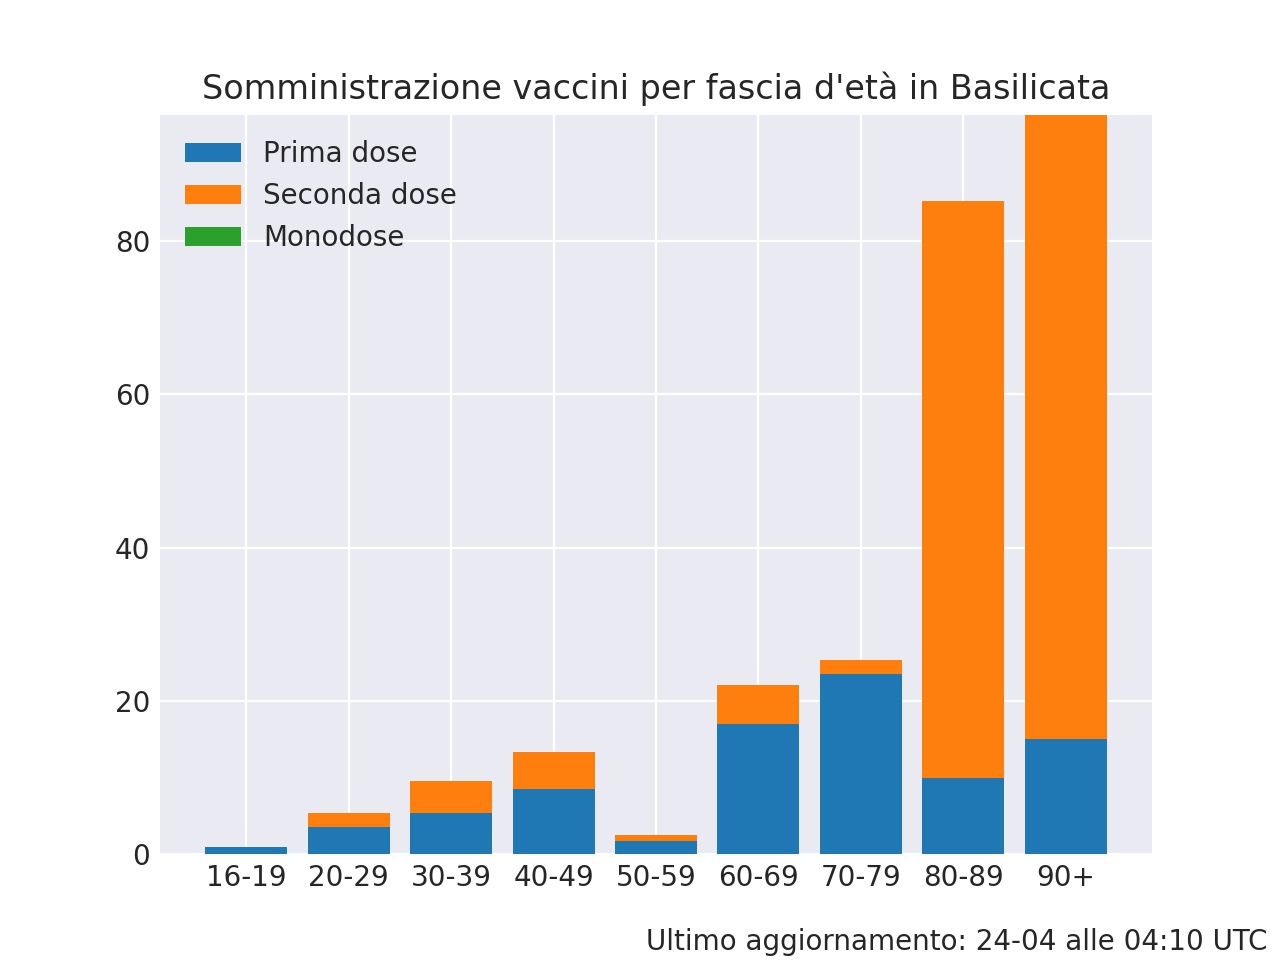 Somministrazione vaccini per fascia d'età in Basilicata
Prima dose
Seconda dose
Monodose
80
60
40
20
0
16-19 20-29 30-39 40-49 50-59 60-69 70-79 80-89 90+
Ultimo aggiornamento: 24-04 alle 04:10 UTC